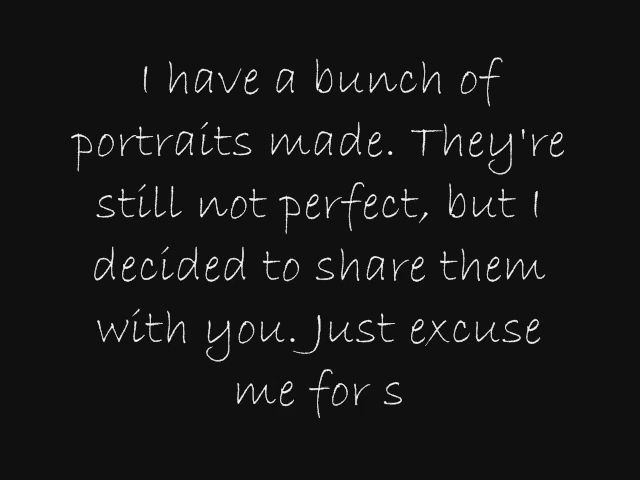 I have a bunch of
portraits made. They're
still not perfect, but I
decided to share them
with you. Just excuse
me for s